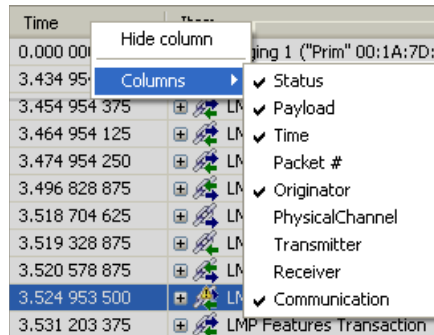 Time
Hide column
0.000 00
ging 1 ("Prim" 00:1A:7D:
3.434 95
Columns
Status
3.454 954 375
LM
Payload
3.464 954 125
LM
Time
3.474 954 250
LM
Packet #
3.496 828 875
LM
Originator
3.518 704 625
LM
PhysicalChannel
3.519 328 875
LM
Transmitter
3.520 578 875
LM
Receiver
3.524 953 500
LM
Communication
3.531 203 375
LMP Features Transaction